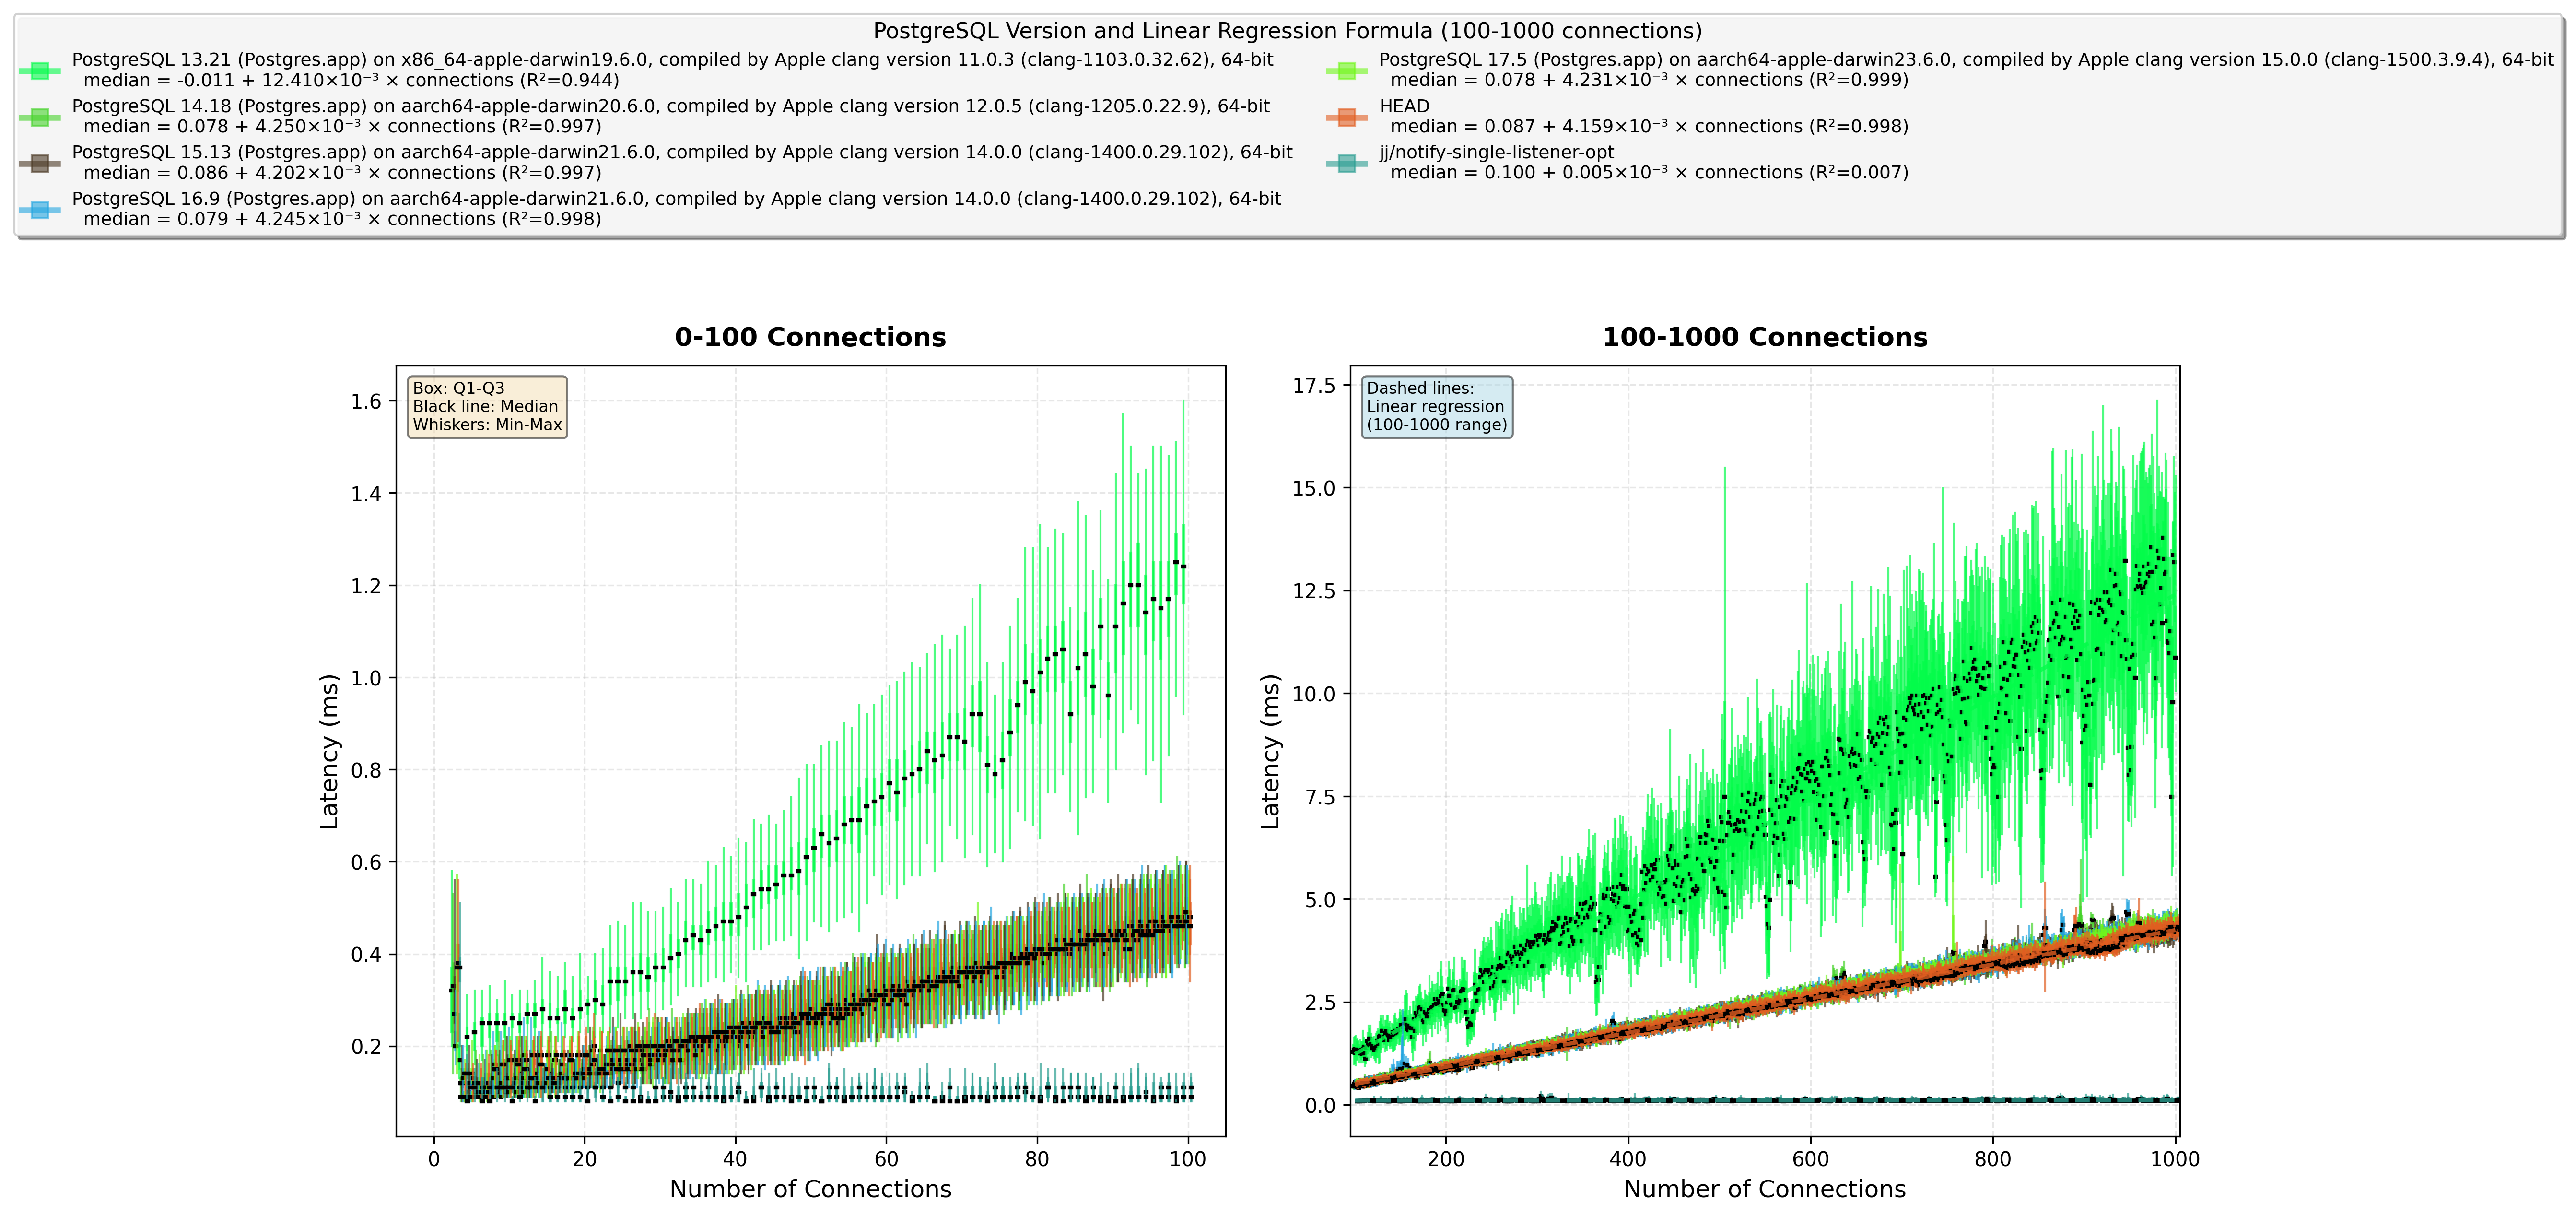 PostgreSQL Version and Linear Regression Formula (100-1000 connections)
PostgreSQL 13.21 (Postgres.app) on x86_64-apple-darwin19.6.0, compiled by Apple clang version 11.0.3 (clang-1103.0.32.62), 64-bit
median = -0.011 + 12.410×10⁻³ × connections (R²=0.944)
PostgreSQL 14.18 (Postgres.app) on aarch64-apple-darwin20.6.0, compiled by Apple clang version 12.0.5 (clang-1205.0.22.9), 64-bit
median = 0.078 + 4.250×10⁻³ × connections (R²=0.997)
PostgreSQL 15.13 (Postgres.app) on aarch64-apple-darwin21.6.0, compiled by Apple clang version 14.0.0 (clang-1400.0.29.102), 64-bit
median = 0.086 + 4.202×10⁻³ × connections (R²=0.997)
PostgreSQL 16.9 (Postgres.app) on aarch64-apple-darwin21.6.0, compiled by Apple clang version 14.0.0 (clang-1400.0.29.102), 64-bit
median = 0.079 + 4.245×10⁻³ × connections (R²=0.998)
PostgreSQL 17.5 (Postgres.app) on aarch64-apple-darwin23.6.0, compiled by Apple clang version 15.0.0 (clang-1500.3.9.4), 64-bit
median = 0.078 + 4.231×10⁻³ × connections (R²=0.999)
HEAD
median = 0.087 + 4.159×10⁻³ × connections (R²=0.998)
jj/notify-single-listener-opt
median = 0.100 + 0.005×10⁻³ × connections (R²=0.007)
0-100 Connections
Box: Q1-Q3
Black line: Median
Whiskers: Min-Max
Latency (ms)
1.6
1.4
1.2
1.0
0.8
0.6
0.4
0.2
0 20 40 60 80 100
Number of Connections
100-1000 Connections
Dashed lines:
Linear regression
(100-1000 range)
Latency (ms)
17.5
15.0
12.5
10.0
7.5
5.0
2.5
0.0
200 400 600 800 1000
Number of Connections